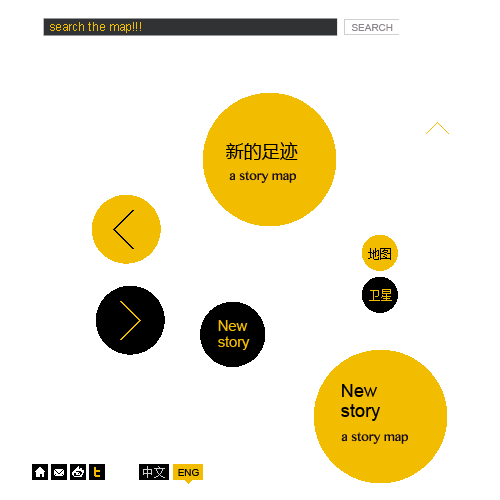 search the map!!!
SEARCH
新的足迹
a story map
地图
卫星
New
story
New
story
a story map
中文
ENG